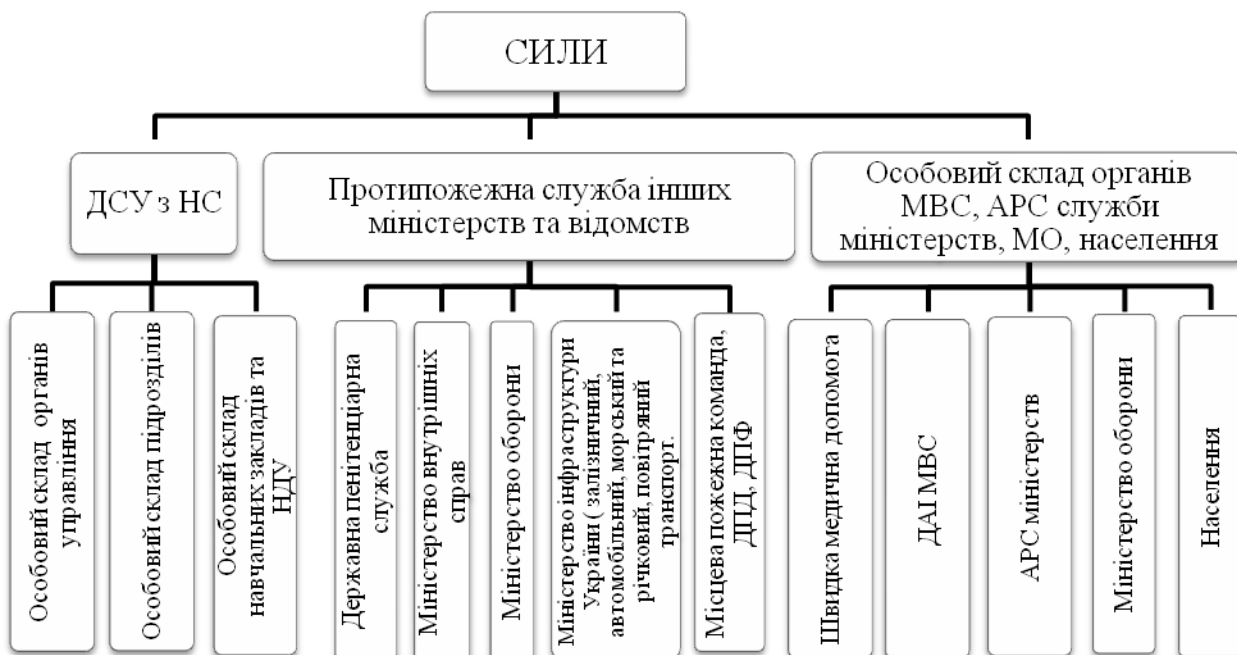 СИЛИ
ДСУ з НС
Протипожежна служба інших
міністерств та відомств
Особовий склад органів
МВС, АРС служби
міністерств, МО, населення
Особовий склад органів
управління
Особовий склад підрозділів
Особовий склад
навчальних закладів та
НДУ
Державна пенітенціарна
служба
Міністерство внутрішніх
справ
Міністерство оборони
Міністерство інфраструктури
України ( залізничний,
автомобільний, морський та
річковий, повітряний
транспорт.
Місцева пожежна команда,
ДПД, ДПФ
Швидка медична допомога
ДАІ МВС
АРС міністерств
Міністерство оборони
Населення